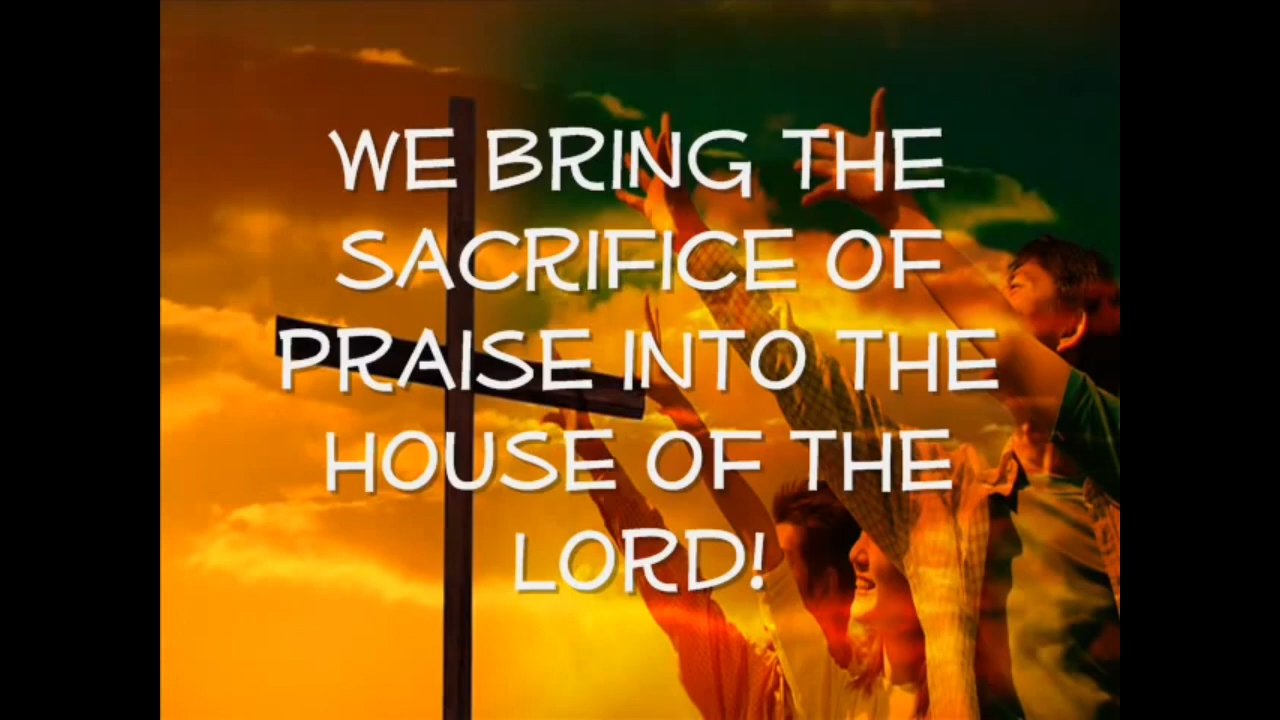 WE BRING THE
SACRIFICE OF
PRAISE INTO THE
HOUSE OF THE
LORD!